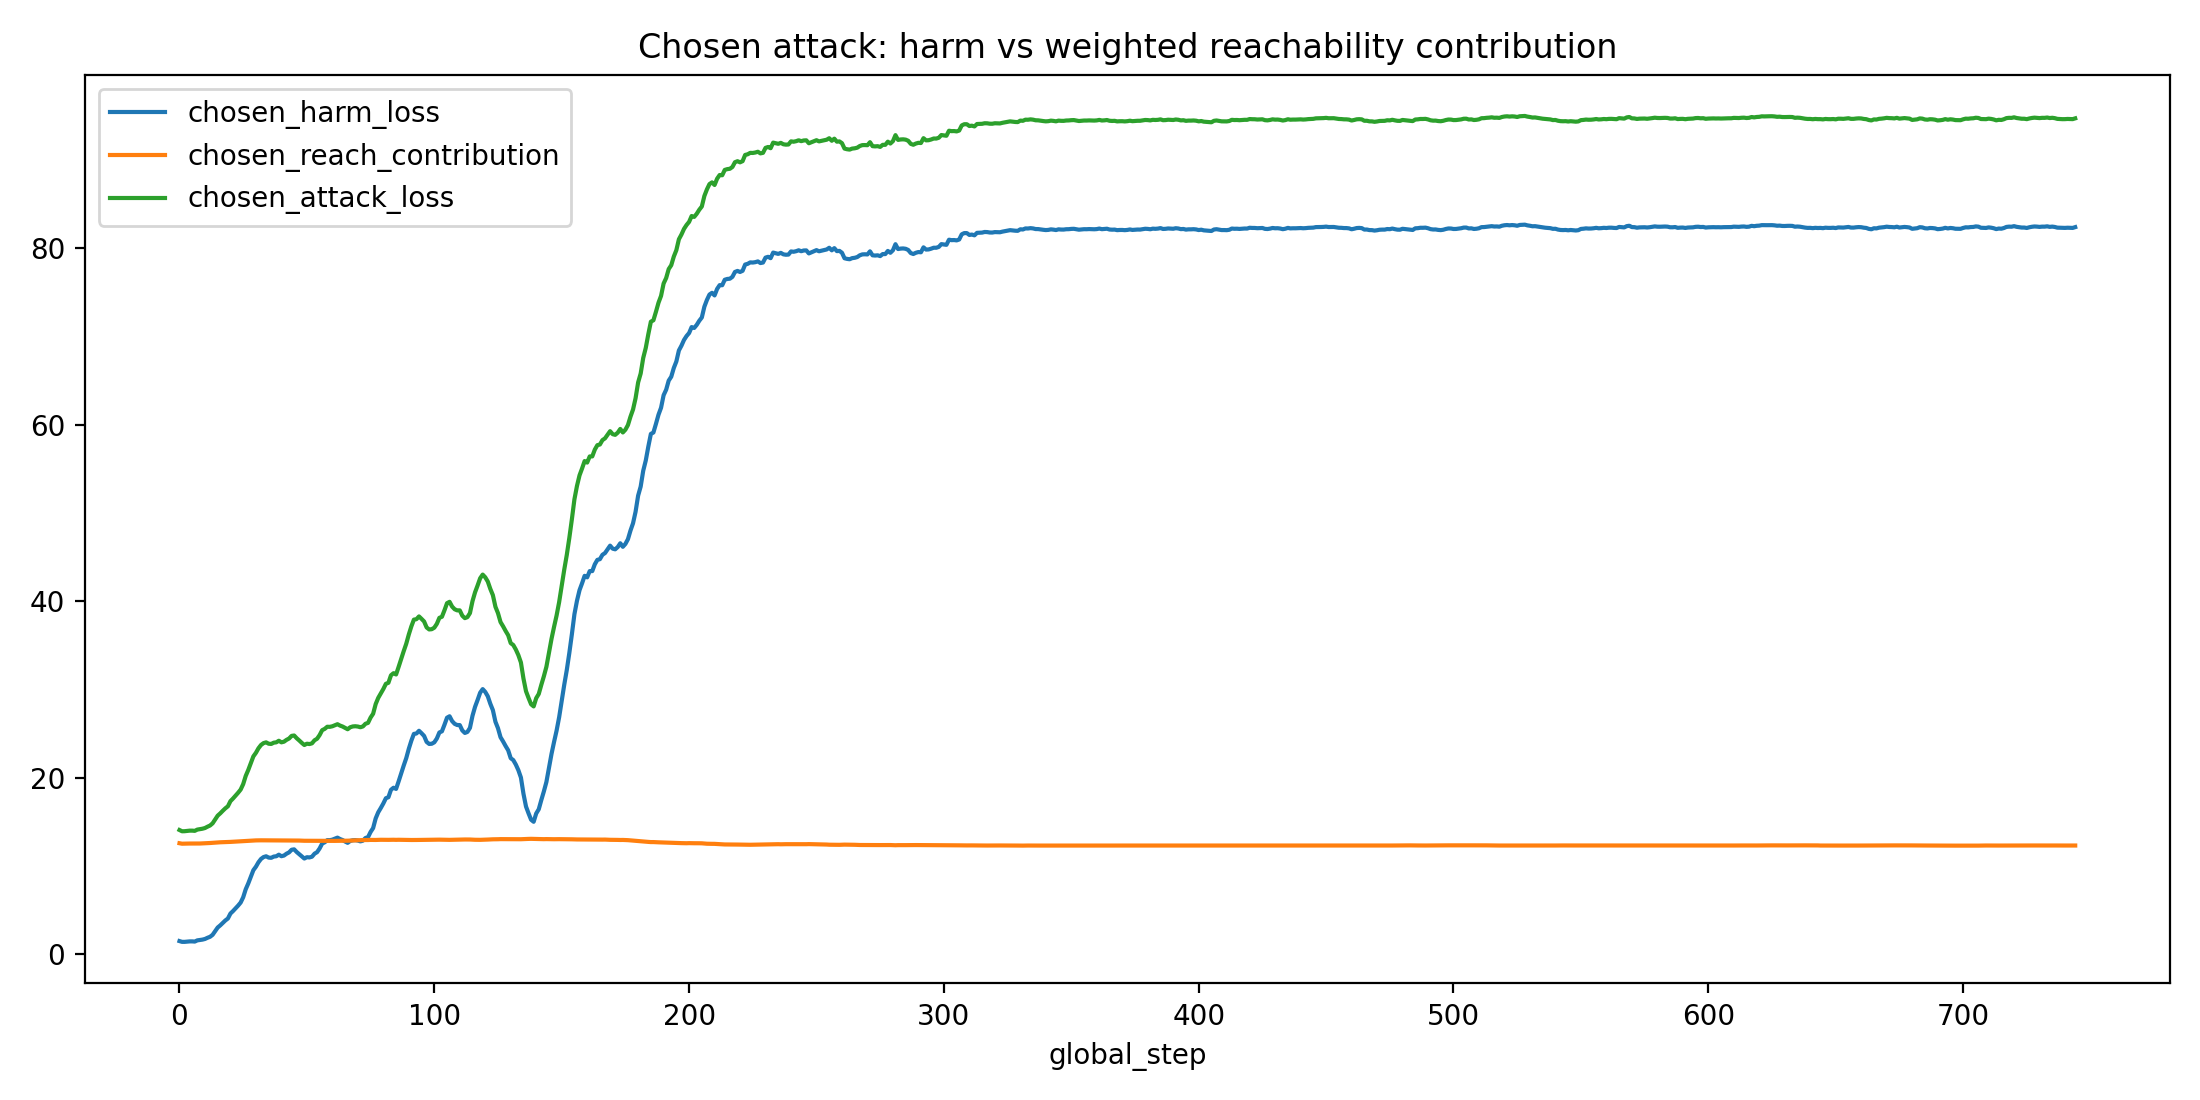 Chosen attack: harm vs weighted reachability contribution
chosen_harm_loss
chosen_reach_contribution
chosen_attack_loss
80
60
40
20
0
0 100 200 300 400 500 600 700
global_step